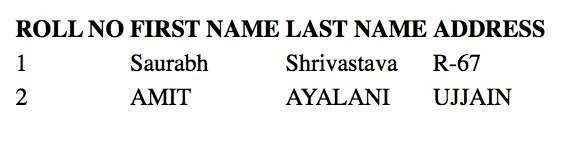 ROLL NO FIRST NAME LAST NAME ADDRESS
1 Saurabh Shrivastava R-67
2 AMIT AYALANI UJJAIN